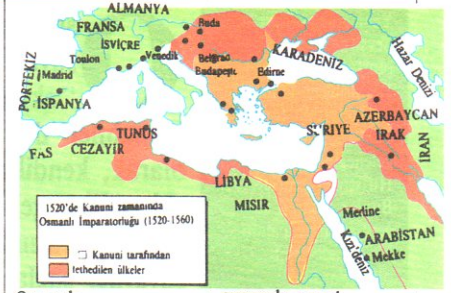 ALMANYA
FRANSA
İSVİÇRE
Buda
Toulon
Venedik
Belgrad
Budapeşte
KARADENİZ
Hazar Denizi
PORTEKİZ
Madrid
İSPANYA
Edirne
AZERBAYCAN
IRAK
İRAN
SURİYE
TUNUS
CEZAYİR
FAS
LİBYA
MISIR
Medine
ARABİSTAN
Mekke
Kızıldeniz
1520'de Kanuni zamanında
Osmanlı İmparatorluğu (1520-1560)
Kanuni tarafından
fethedilen ülkeler